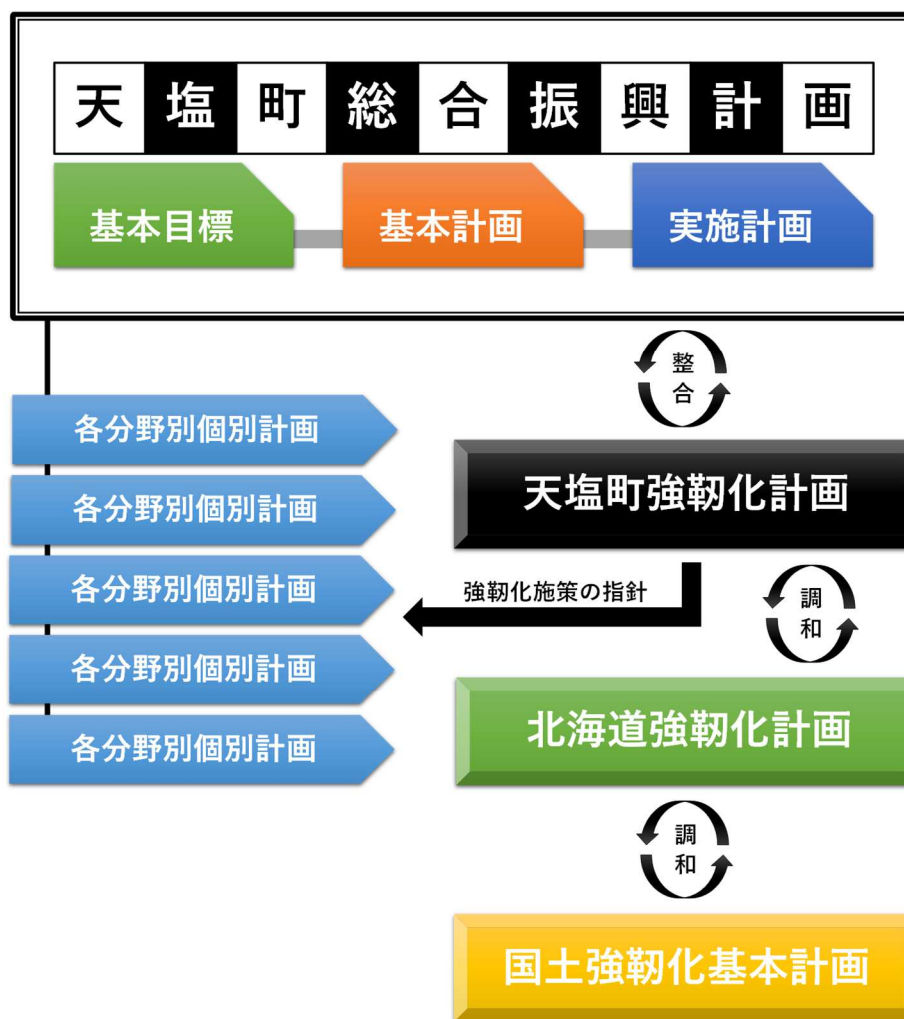 天塩町総合振興計画
基本目標
基本計画
実施計画
整
合
各分野別個別計画
各分野別個別計画
各分野別個別計画
各分野別個別計画
各分野別個別計画
天塩町強靭化計画
強靭化施策の指針
調
和
北海道強靭化計画
調
和
国土強靭化基本計画